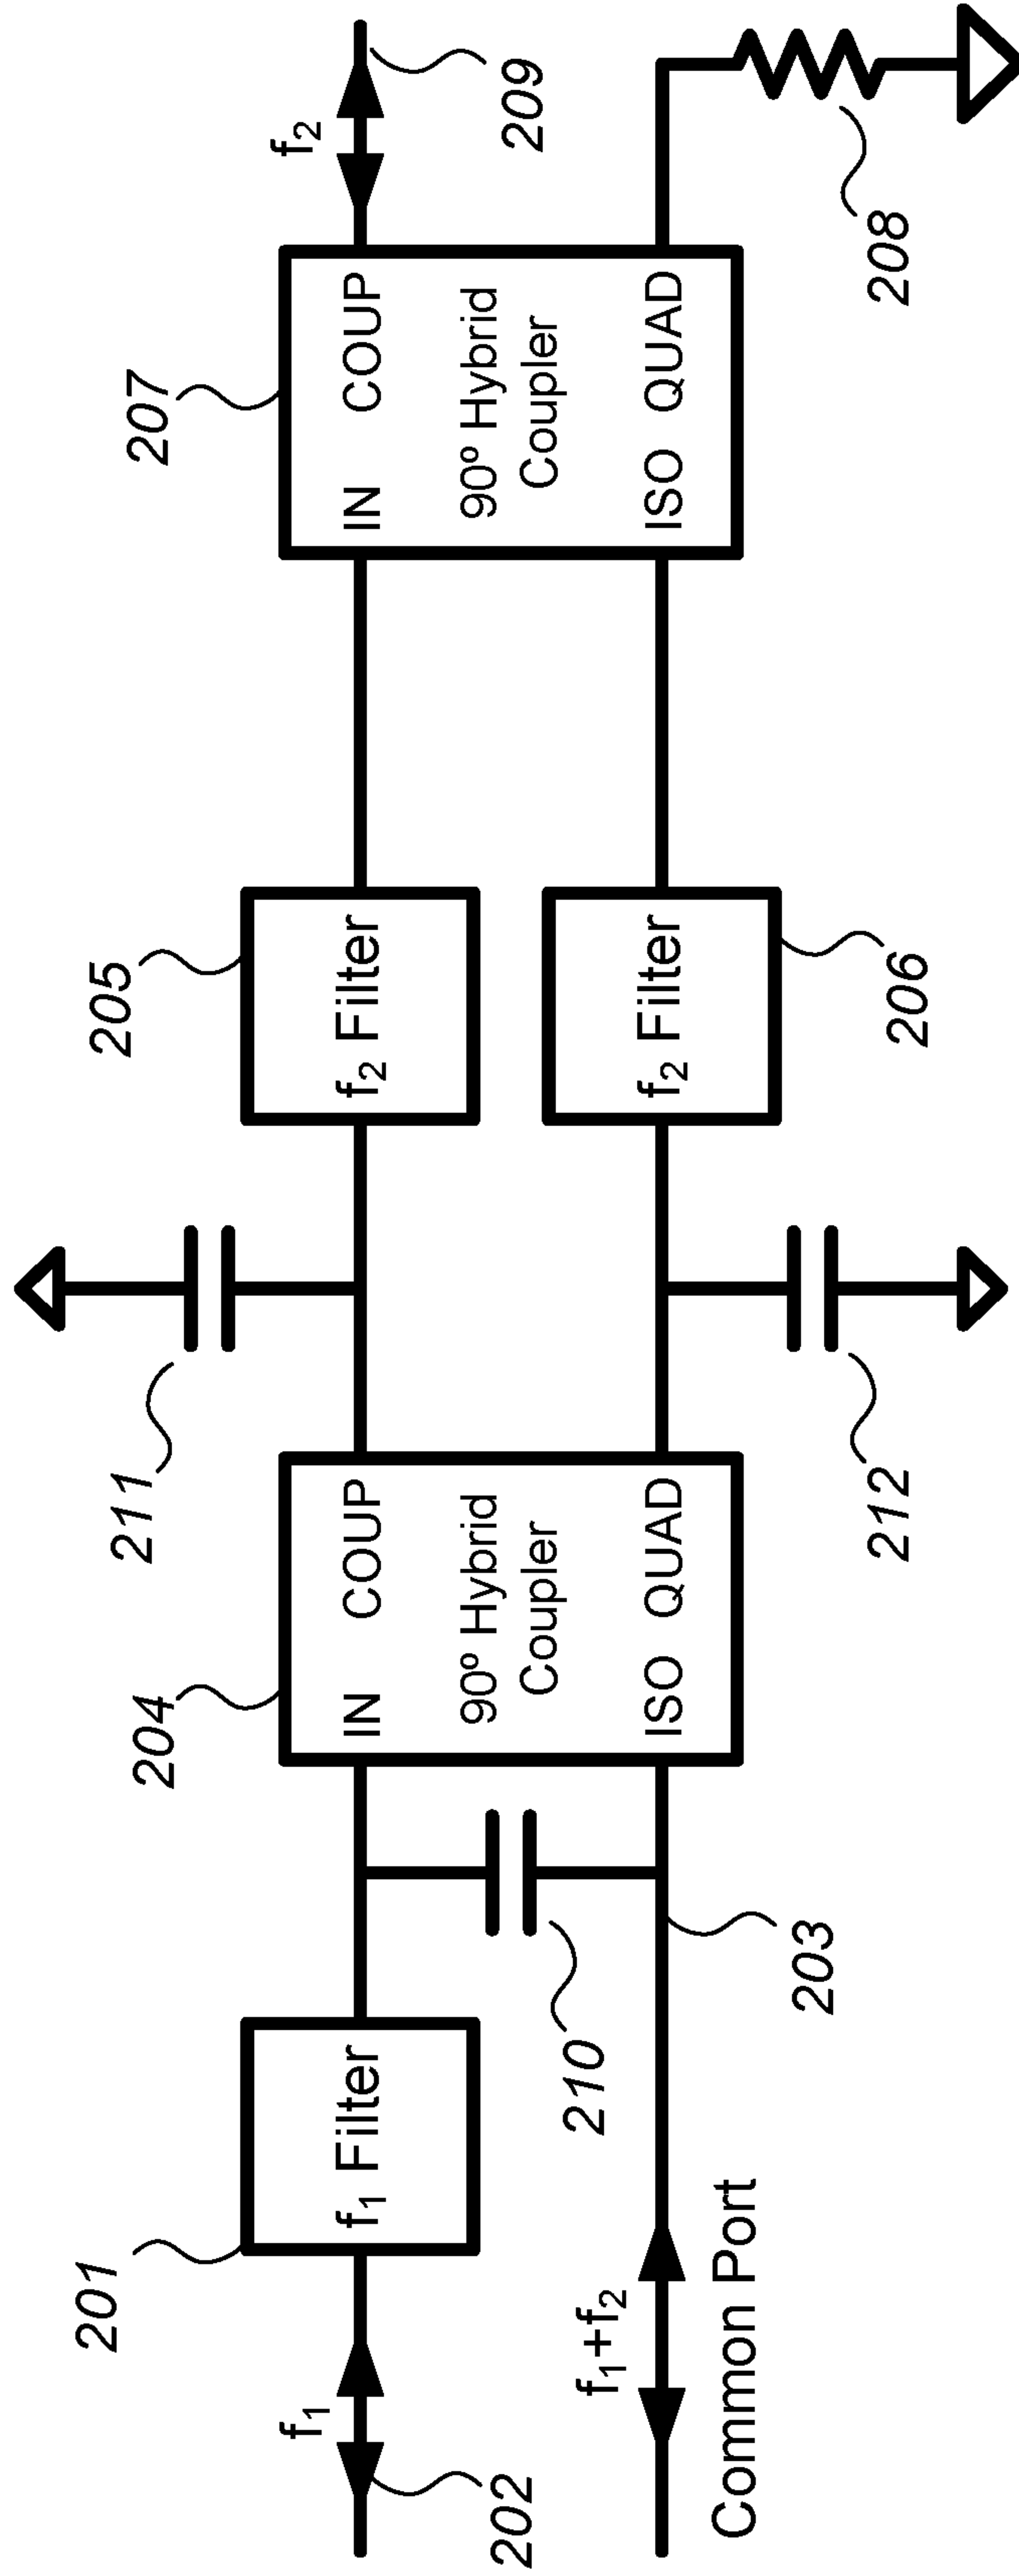 201
f₁ Filter
f₁
202
f₁+f₂
Common Port
203
210
204
IN COUP
90º Hybrid
Coupler
ISO QUAD
211
212
205
f₂ Filter
f₂ Filter
206
207
IN COUP
90º Hybrid
Coupler
ISO QUAD
f₂
209
208